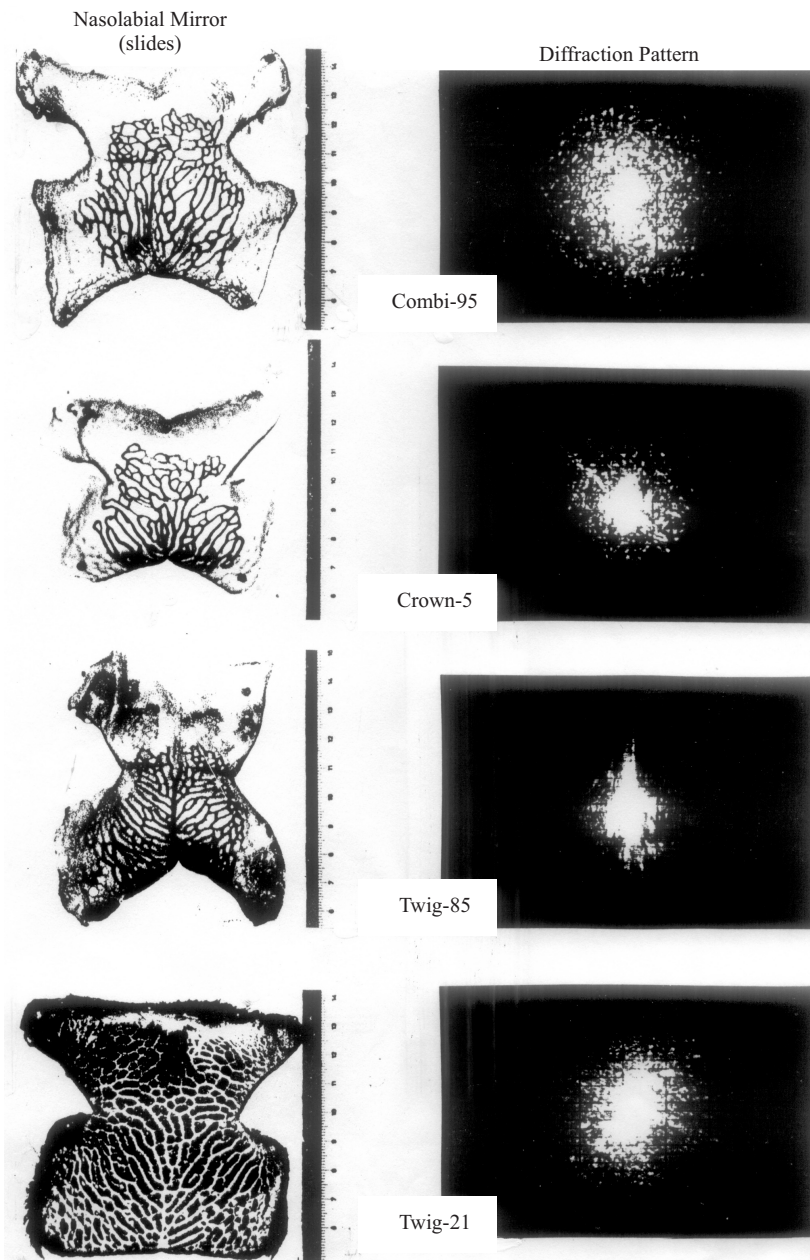 Nasolabial Mirror
(slides)
Diffraction Pattern
Combi-95
Crown-5
Twig-85
Twig-21